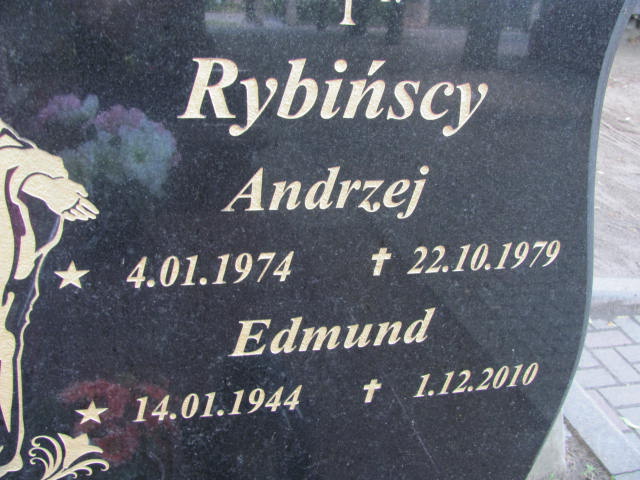 Rybińscy
Andrzej
4.01.1974 22.10.1979
Edmund
14.01.1944 1.12.2010